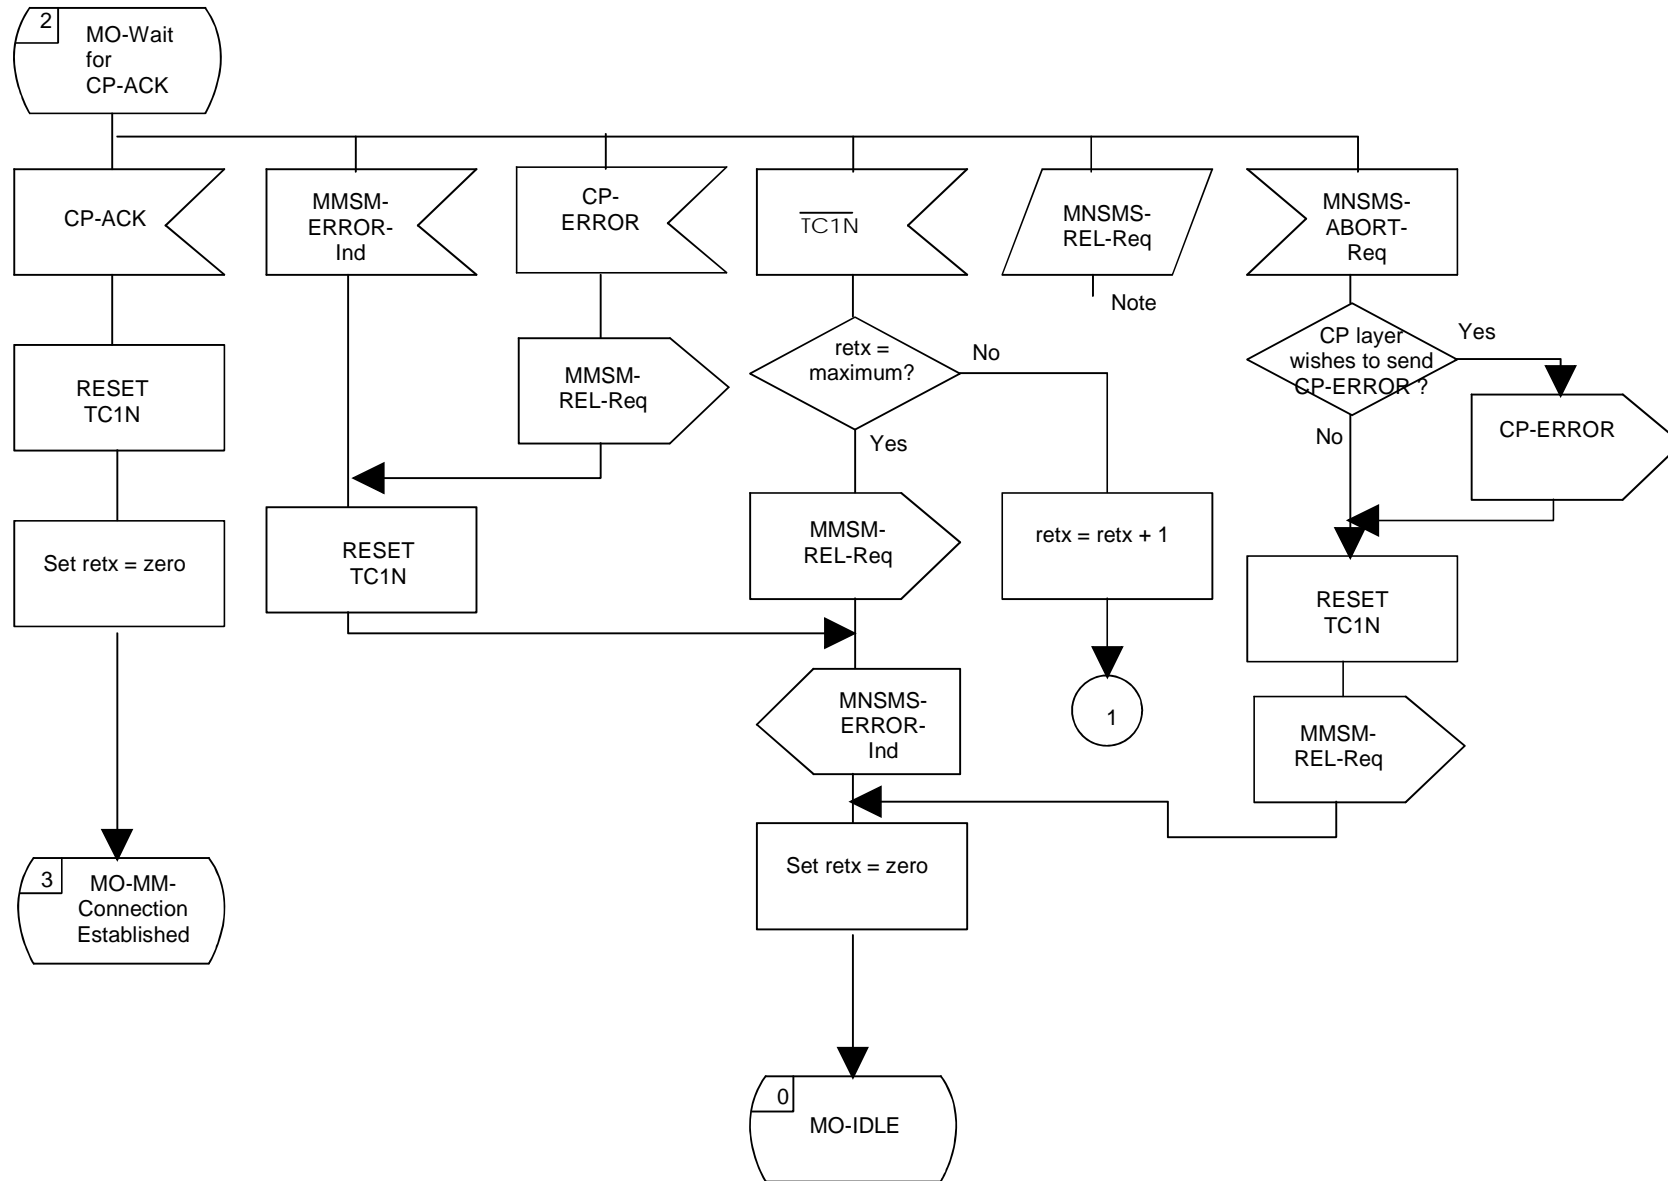 2
MO-Wait
for
CP-ACK
CP-ACK
MMSM-
ERROR-
Ind
CP-
ERROR
TC1N
MNSMS-
REL-Req
Note
MNSMS-
ABORT-
Req
RESET
TC1N
MMSM-
REL-Req
retx =
maximum?
No
Yes
CP layer
wishes to send
CP-ERROR ?
Yes
No
CP-ERROR
Set retx = zero
RESET
TC1N
MMSM-
REL-Req
retx = retx + 1
RESET
TC1N
MNSMS-
ERROR-
Ind
1
MMSM-
REL-Req
3
MO-MM-
Connection
Established
Set retx = zero
0
MO-IDLE